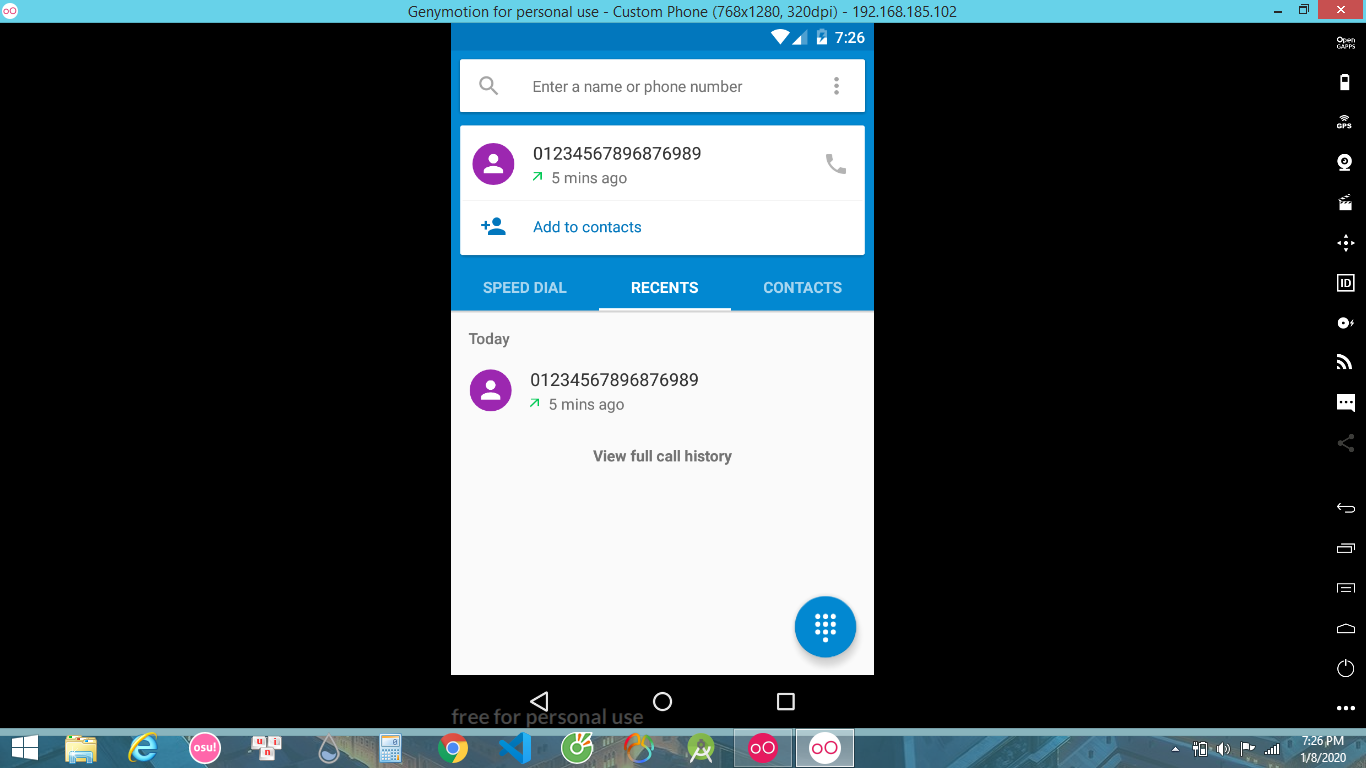 Genymotion for personal use - Custom Phone (768x1280, 320dpi) - 192.168.185.102
7:26
Enter a name or phone number
01234567896876989
5 mins ago
Add to contacts
SPEED DIAL
RECENTS
CONTACTS
Today
01234567896876989
5 mins ago
View full call history
free for personal use
Open
GAPPS
GPS
ID
osu!
u n i
7:26 PM
1/8/2020